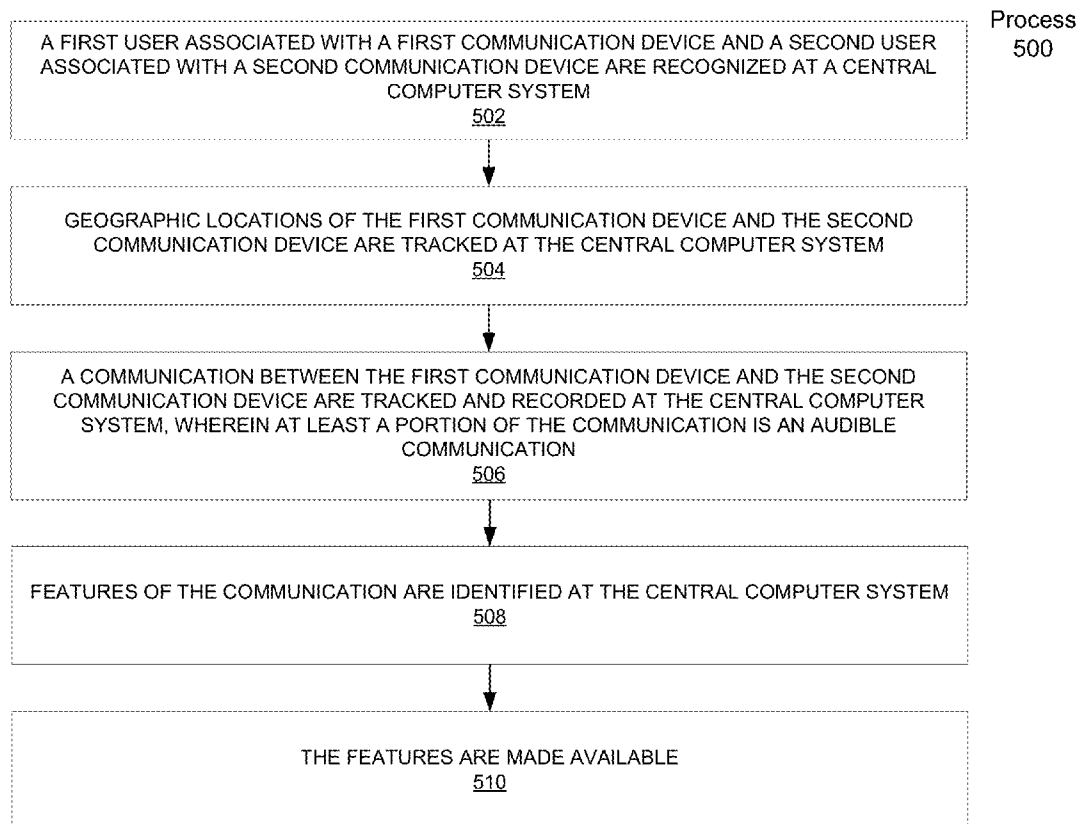 Process
500
A FIRST USER ASSOCIATED WITH A FIRST COMMUNICATION DEVICE AND A SECOND USER
ASSOCIATED WITH A SECOND COMMUNICATION DEVICE ARE RECOGNIZED AT A CENTRAL
COMPUTER SYSTEM
502
GEOGRAPHIC LOCATIONS OF THE FIRST COMMUNICATION DEVICE AND THE SECOND
COMMUNICATION DEVICE ARE TRACKED AT THE CENTRAL COMPUTER SYSTEM
504
A COMMUNICATION BETWEEN THE FIRST COMMUNICATION DEVICE AND THE SECOND
COMMUNICATION DEVICE ARE TRACKED AND RECORDED AT THE CENTRAL COMPUTER
SYSTEM, WHEREIN AT LEAST A PORTION OF THE COMMUNICATION IS AN AUDIBLE
COMMUNICATION
506
FEATURES OF THE COMMUNICATION ARE IDENTIFIED AT THE CENTRAL COMPUTER SYSTEM
508
THE FEATURES ARE MADE AVAILABLE
510